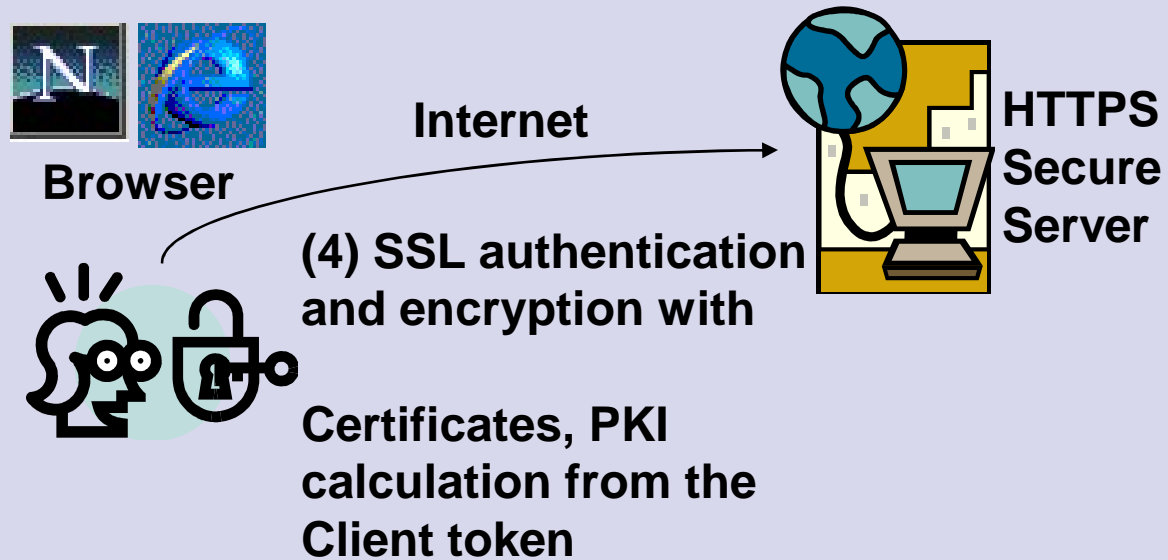 N
Browser
Internet
HTTPS
Secure
Server
(4) SSL authentication
and encryption with
Certificates, PKI
calculation from the
Client token